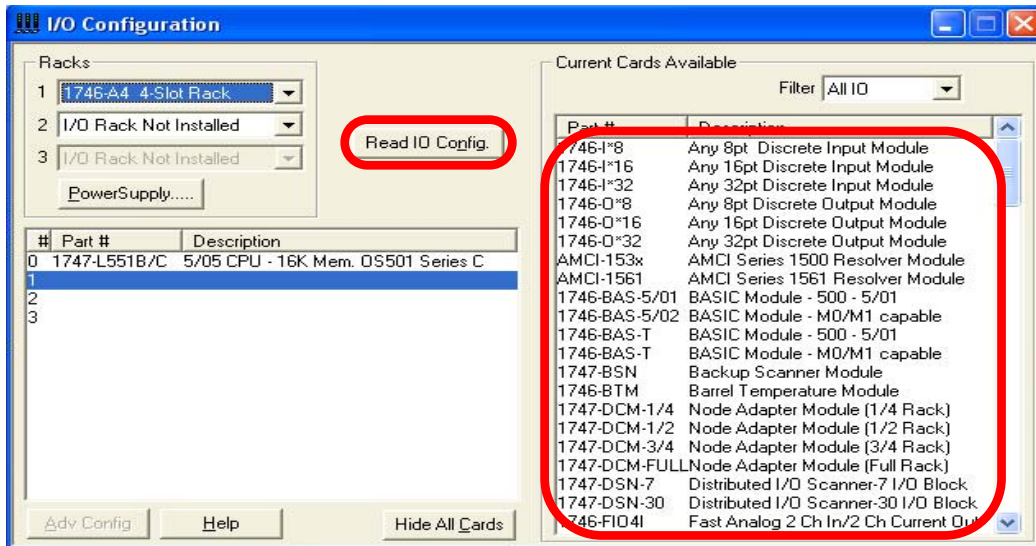 I/O Configuration
Racks
1 1746-A4 4-Slot Rack
2 I/O Rack Not Installed
3 I/O Rack Not Installed
PowerSupply.....
Read IO Config.
# Part # Description
0 1747-L551B/C 5/05 CPU - 16K Mem. OS501 Series C
1
2
3
Adv Config Help Hide All Cards
Current Cards Available
Filter All IO
Part # Description
1746-I*8 Any 8pt Discrete Input Module
1746-I*16 Any 16pt Discrete Input Module
1746-I*32 Any 32pt Discrete Input Module
1746-O*8 Any 8pt Discrete Output Module
1746-O*16 Any 16pt Discrete Output Module
1746-O*32 Any 32pt Discrete Output Module
AMCI-153x AMCI Series 1500 Resolver Module
AMCI-1561 AMCI Series 1561 Resolver Module
1746-BAS-5/01 BASIC Module - 500 - 5/01
1746-BAS-5/02 BASIC Module - M0/M1 capable
1746-BAS-T BASIC Module - 500 - 5/01
1746-BAS-T BASIC Module - M0/M1 capable
1747-BSN Backup Scanner Module
1746-BTM Barrel Temperature Module
1747-DCM-1/4 Node Adapter Module (1/4 Rack)
1747-DCM-1/2 Node Adapter Module (1/2 Rack)
1747-DCM-3/4 Node Adapter Module (3/4 Rack)
1747-DCM-FULL Node Adapter Module (Full Rack)
1747-DSN-7 Distributed I/O Scanner-7 I/O Block
1747-DSN-30 Distributed I/O Scanner-30 I/O Block
1746-FIO4I Fast Analog 2 Ch In/2 Ch Current Out